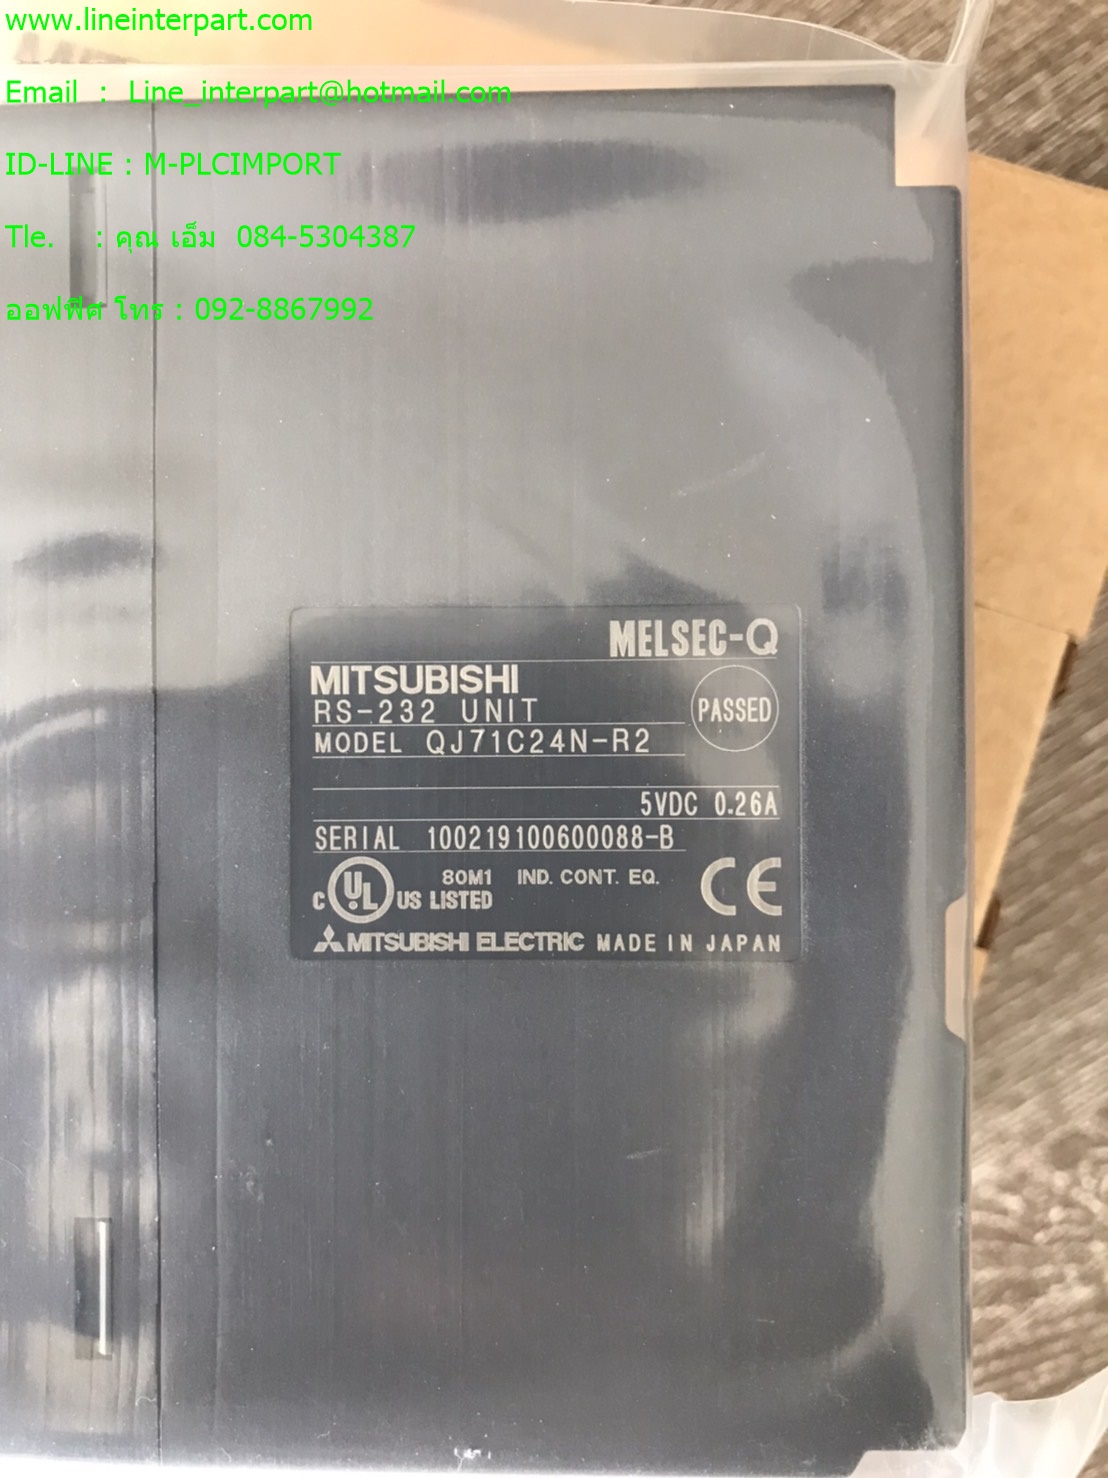 www.lineinterpart.com
Email : Line_interpart@hotmail.com
ID-LINE : M-PLCIMPORT
Tle. : คุณ เอ็ม 084-5304387
ออฟฟิศ โทร : 092-8867992
MELSEC-Q
MITSUBISHI
RS-232 UNIT
PASSED
MODEL QJ71C24N-R2
5VDC 0.26A
SERIAL 100219100600088-B
C UL US LISTED 80M1 IND. CONT. EQ. CE
MITSUBISHI ELECTRIC MADE IN JAPAN